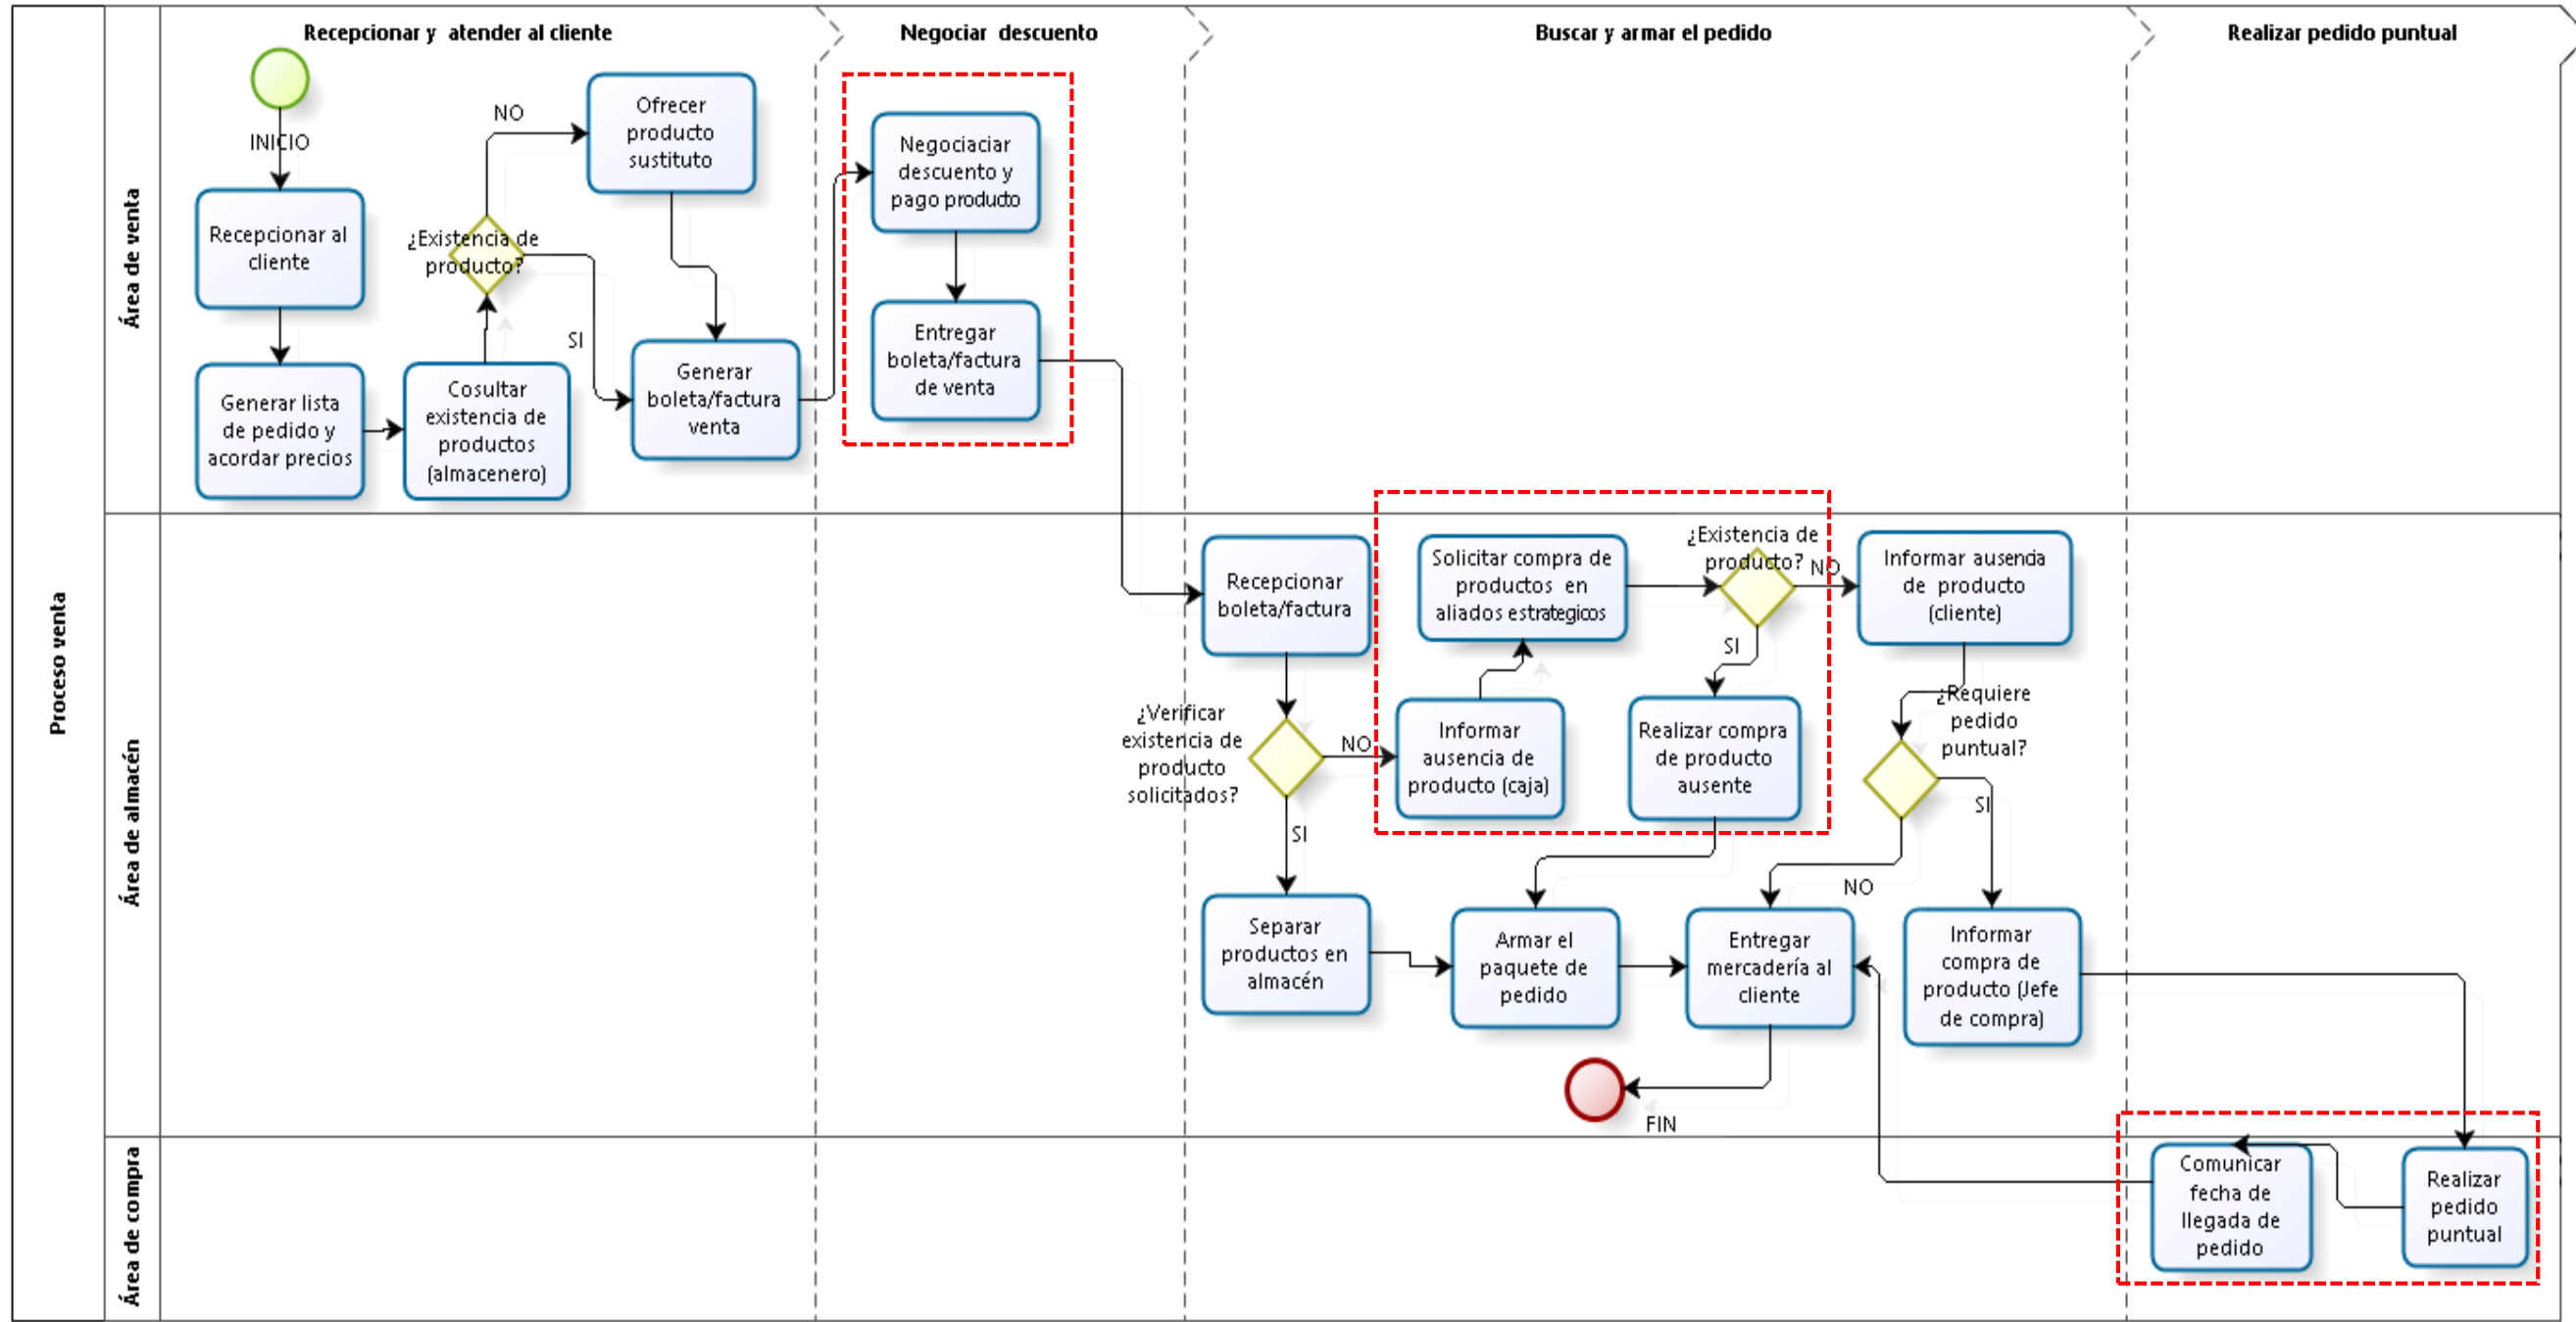 Recepcionar y atender al cliente
Negociar descuento
Buscar y armar el pedido
Realizar pedido puntual
Proceso venta
Área de venta
INICIO
Recepcionar al
cliente
Generar lista
de pedido y
acordar precios
Cosultar
existencia de
productos
(almacenero)
¿Existencia de
producto?
NO
SI
Ofrecer
producto
sustituto
Generar
boleta/factura
venta
Negociaciar
descuento y
pago producto
Entregar
boleta/factura
de venta
Área de almacén
Recepcionar
boleta/factura
¿Verificar
existencia de
producto
solicitados?
NO
SI
Informar
ausencia de
producto (caja)
Solicitar compra de
productos en
aliados estrategicos
¿Existencia de
producto?
NO
SI
Realizar compra
de producto
ausente
Informar ausencia
de producto
(cliente)
¿Requiere
pedido
puntual?
SI
NO
Separar
productos en
almacén
Armar el
paquete de
pedido
Entregar
mercadería al
cliente
Informar
compra de
producto (Jefe
de compra)
FIN
Área de compra
Comunicar
fecha de
llegada de
pedido
Realizar
pedido
puntual